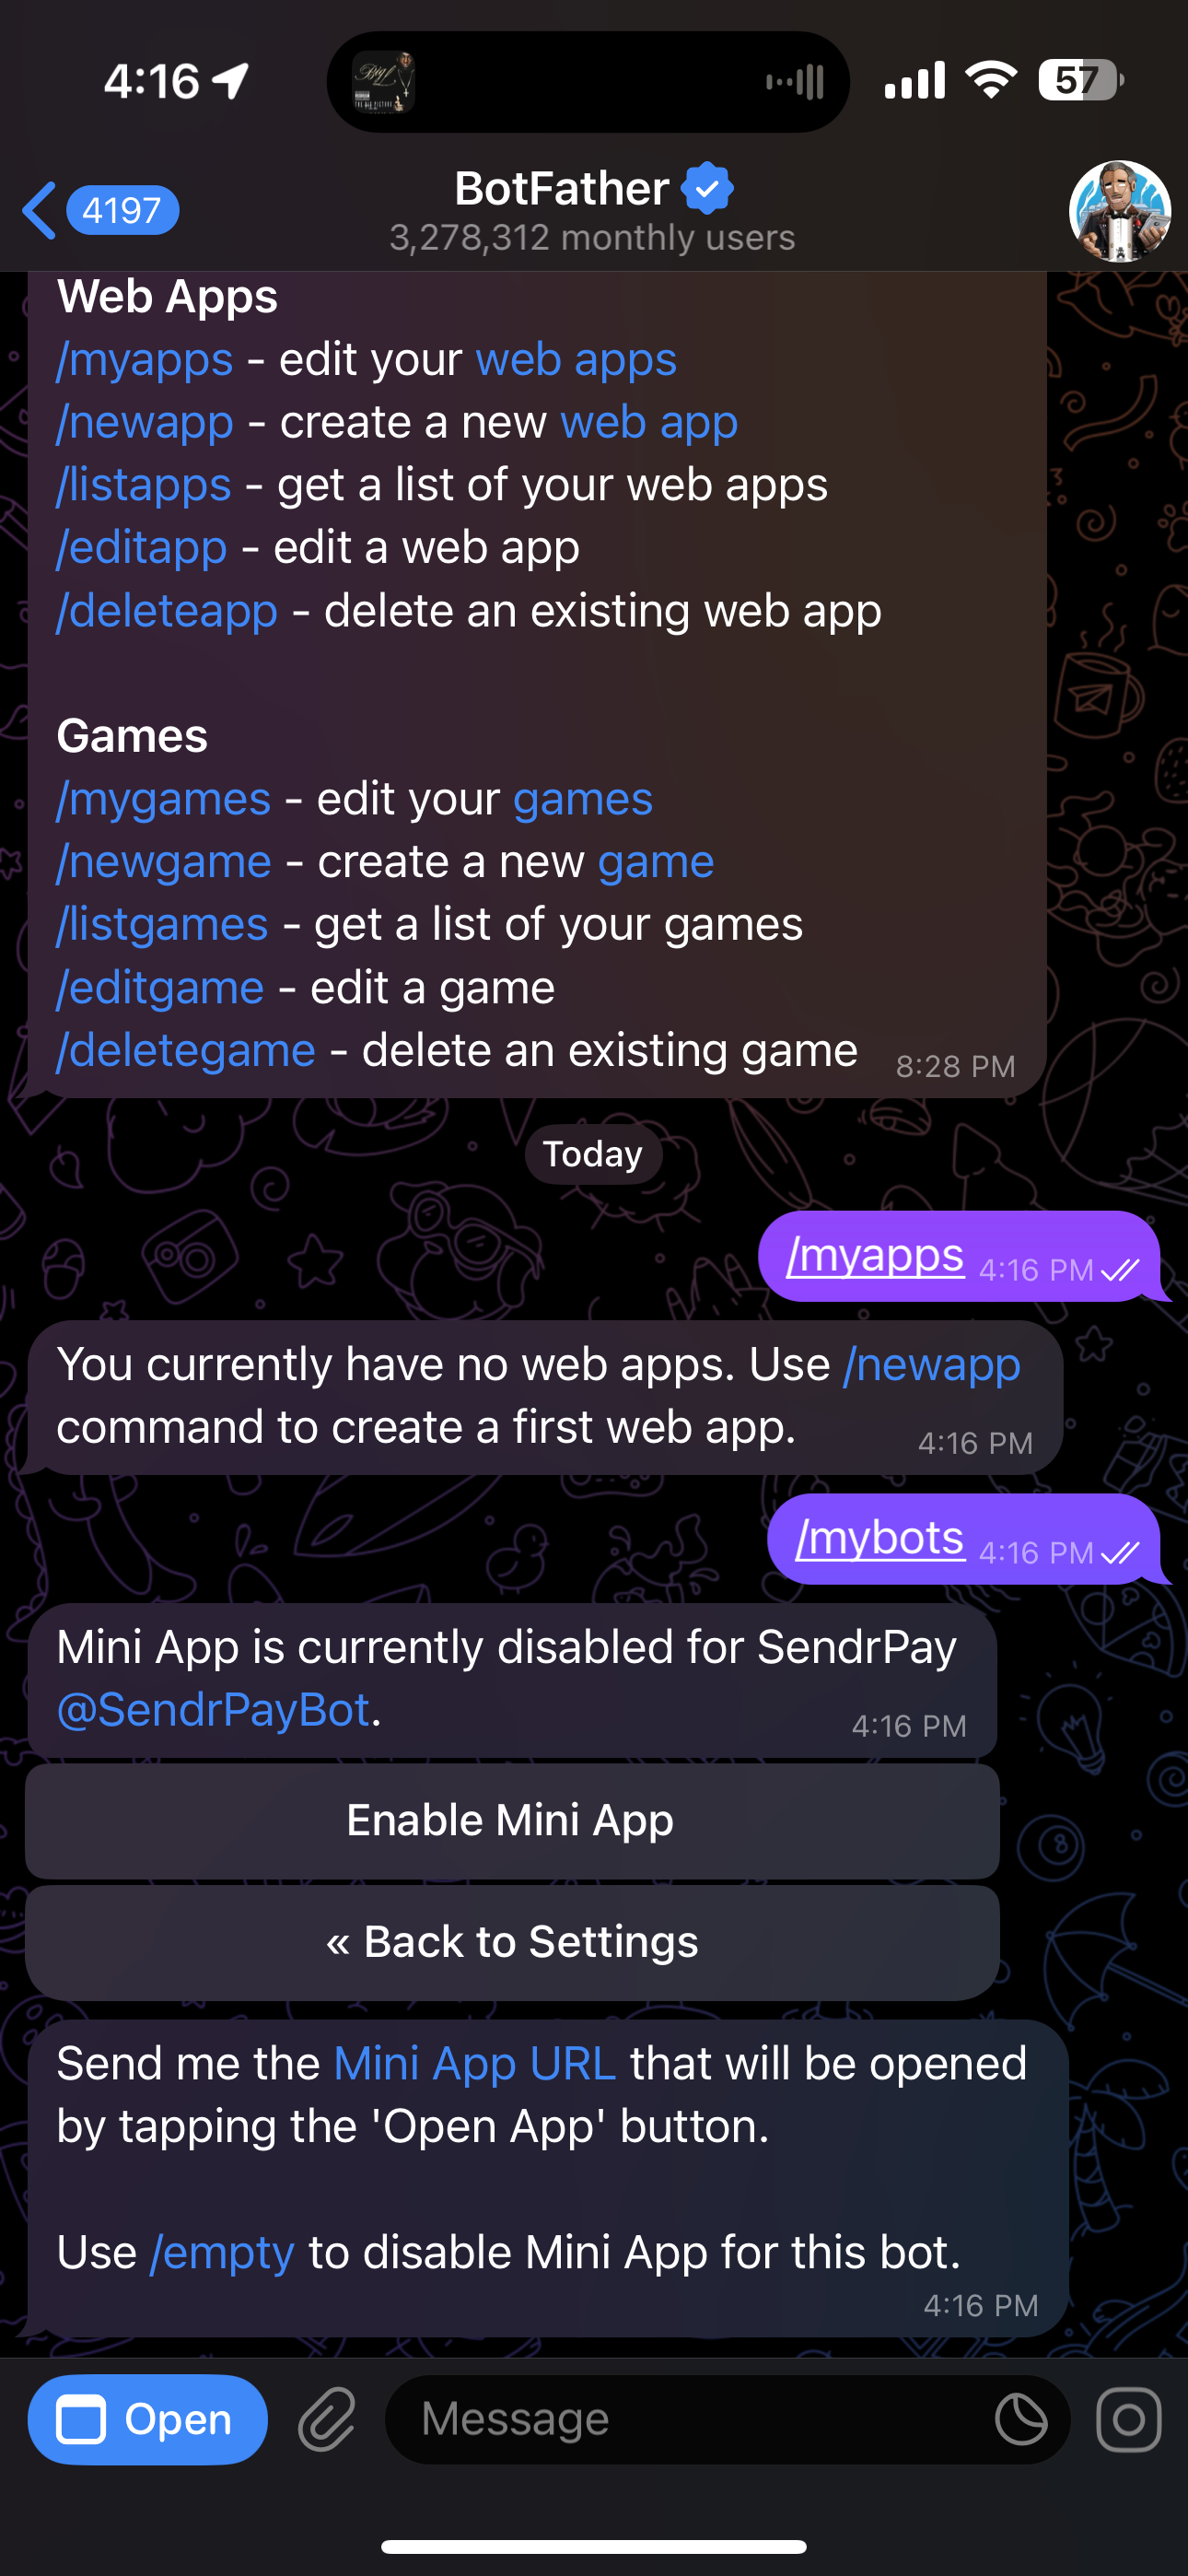 4:16
57
4197
BotFather
3,278,312 monthly users
Web Apps
/myapps - edit your web apps
/newapp - create a new web app
/listapps - get a list of your web apps
/editapp - edit a web app
/deleteapp - delete an existing web app
Games
/mygames - edit your games
/newgame - create a new game
/listgames - get a list of your games
/editgame - edit a game
/deletegame - delete an existing game 8:28 PM
Today
/myapps 4:16 PM
You currently have no web apps. Use /newapp
command to create a first web app. 4:16 PM
/mybots 4:16 PM
Mini App is currently disabled for SendrPay
@SendrPayBot. 4:16 PM
Enable Mini App
« Back to Settings
Send me the Mini App URL that will be opened
by tapping the 'Open App' button.
Use /empty to disable Mini App for this bot.
4:16 PM
Open
Message